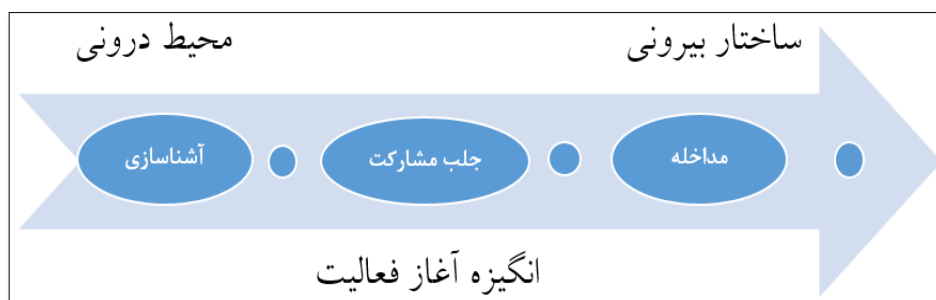 ساختار بیرونی
محیط درونی
مداخله
جلب مشارکت
آشناسازی
انگیزه آغاز فعالیت